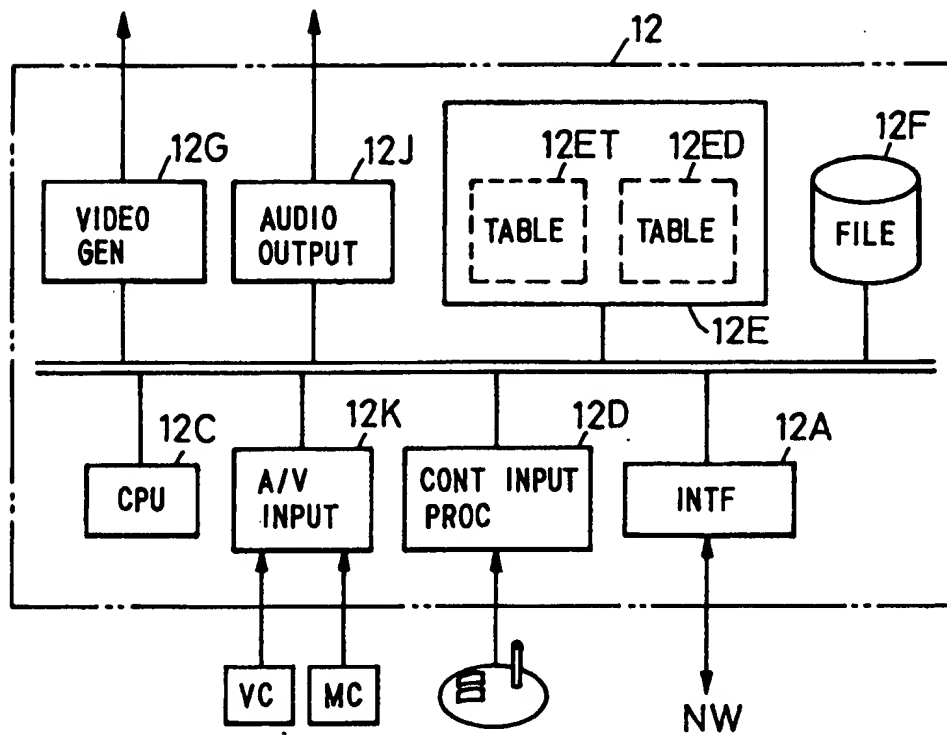 12
12G
12J
12ET
12ED
12F
VIDEO
GEN
AUDIO
OUTPUT
TABLE
TABLE
FILE
12E
12C
12K
12D
12A
CPU
A/V
INPUT
CONT INPUT
PROC
INTF
VC
MC
NW